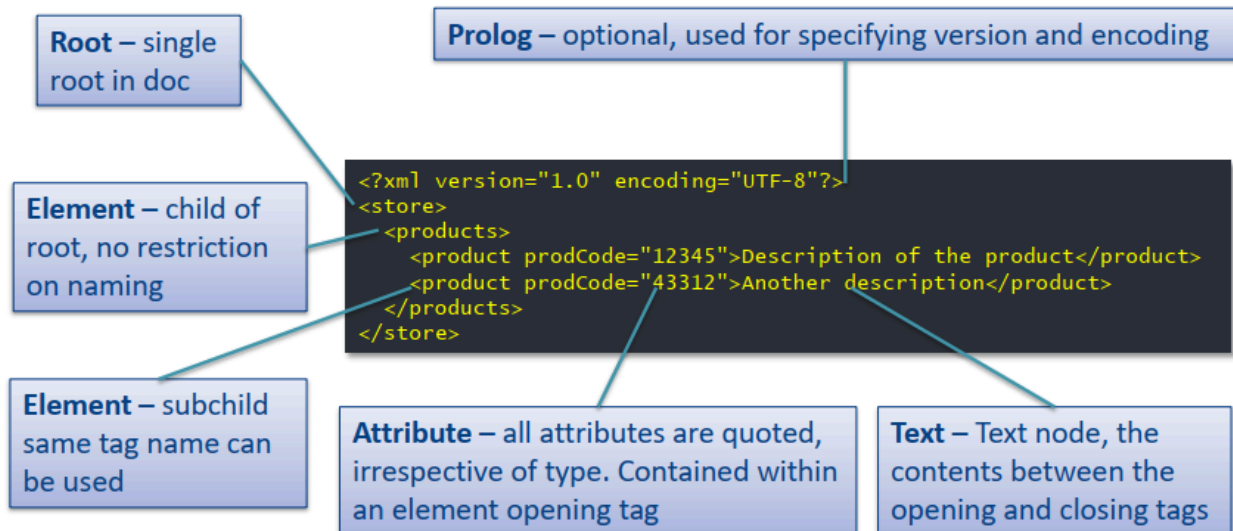 Root – single
root in doc
Prolog – optional, used for specifying version and encoding
<?xml version="1.0" encoding="UTF-8"?>
<store>
  <products>
    <product prodCode="12345">Description of the product</product>
    <product prodCode="43312">Another description</product>
  </products>
</store>
Element – child of
root, no restriction
on naming
Element – subchild
same tag name can
be used
Attribute – all attributes are quoted,
irrespective of type. Contained within
an element opening tag
Text – Text node, the
contents between the
opening and closing tags